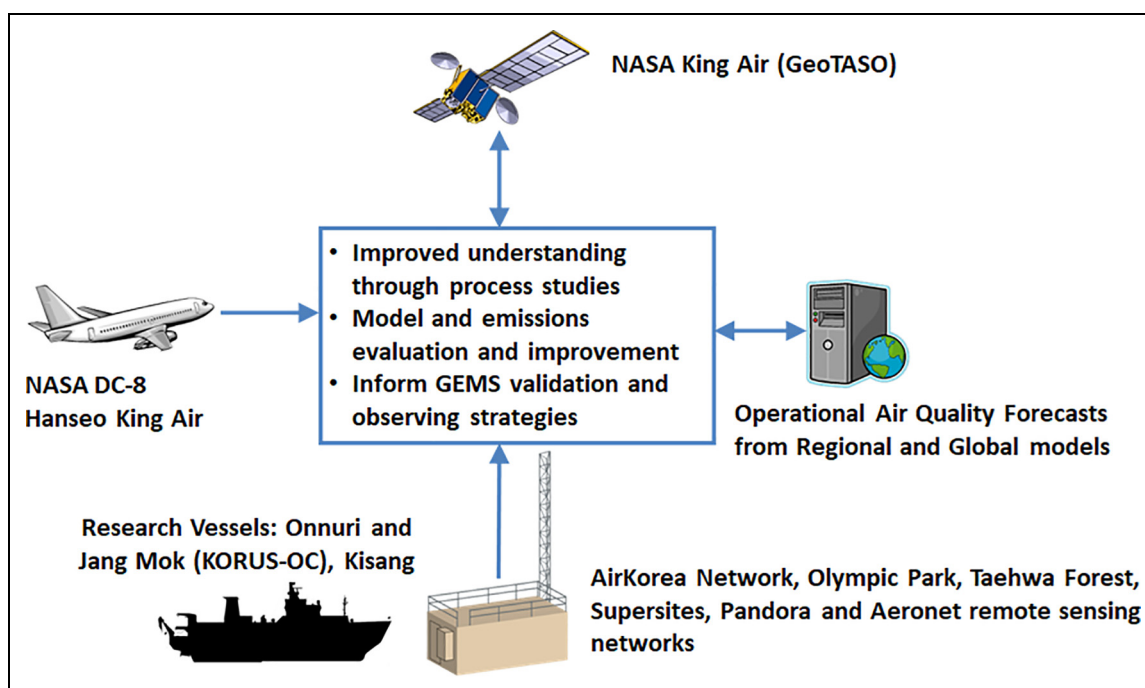 NASA King Air (GeoTASO)
• Improved understanding
through process studies
• Model and emissions
evaluation and improvement
• Inform GEMS validation and
observing strategies
NASA DC-8
Hanseo King Air
Operational Air Quality Forecasts
from Regional and Global models
Research Vessels: Onnuri and
Jang Mok (KORUS-OC), Kisang
AirKorea Network, Olympic Park, Taehwa Forest,
Supersites, Pandora and Aeronet remote sensing
networks